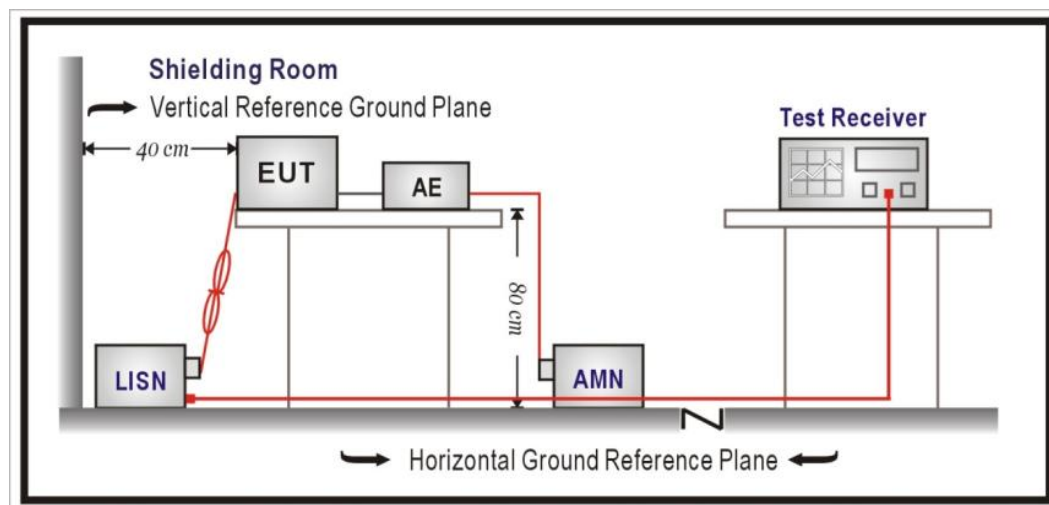 Shielding Room
Vertical Reference Ground Plane
40 cm
EUT
AE
Test Receiver
80 cm
LISN
AMN
Horizontal Ground Reference Plane